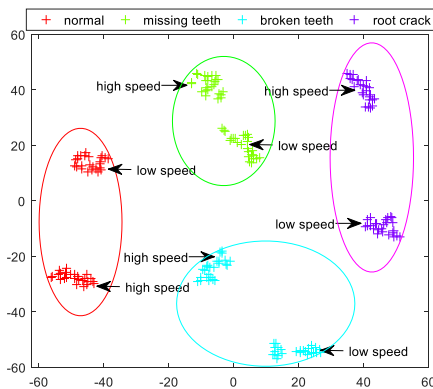 normal missing teeth broken teeth root crack
60
high speed
high speed
40
20
low speed
low speed
0
low speed
-20
high speed
high speed
-40
low speed
-60
-60 -40 -20 0 20 40 60